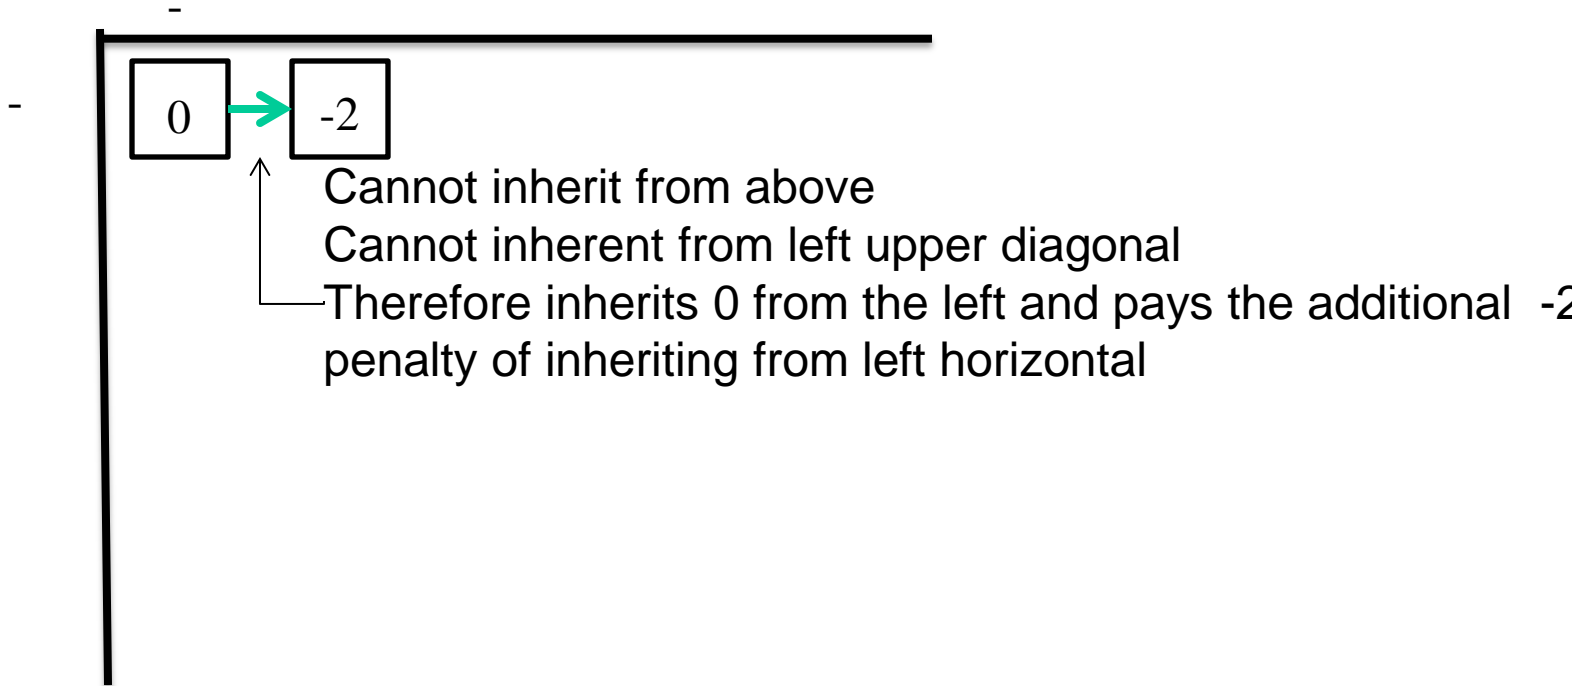 -
-
0 -2
Cannot inherit from above
Cannot inherent from left upper diagonal
Therefore inherits 0 from the left and pays the additional -2
penalty of inheriting from left horizontal